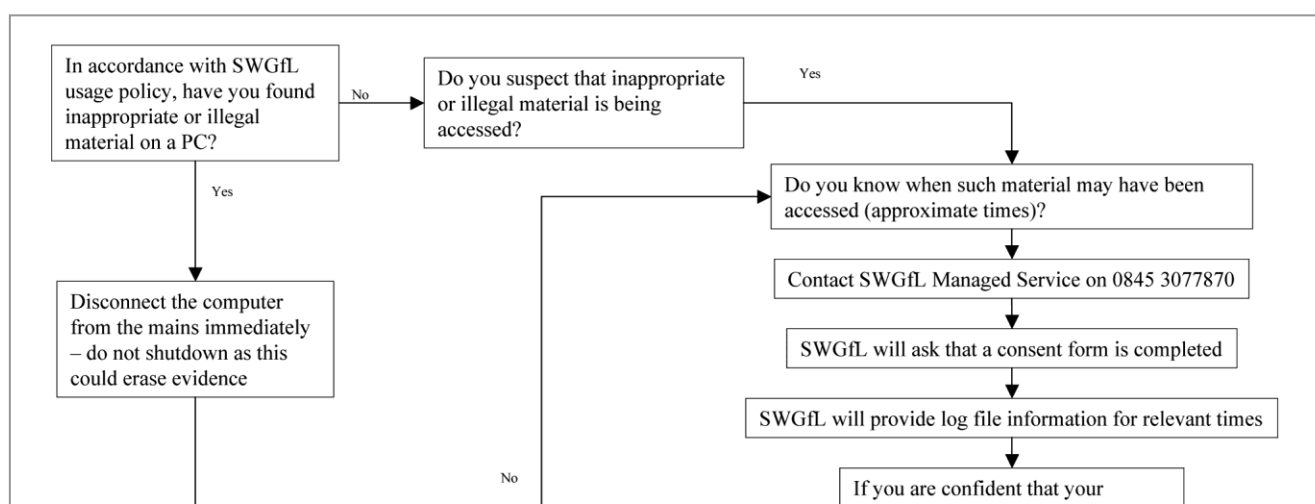 In accordance with SWGfL
usage policy, have you found
inappropriate or illegal
material on a PC?
No
Do you suspect that inappropriate
or illegal material is being
accessed?
Yes
Yes
Do you know when such material may have been
accessed (approximate times)?
Contact SWGfL Managed Service on 0845 3077870
Disconnect the computer
from the mains immediately
– do not shutdown as this
could erase evidence
SWGfL will ask that a consent form is completed
SWGfL will provide log file information for relevant times
No
If you are confident that your